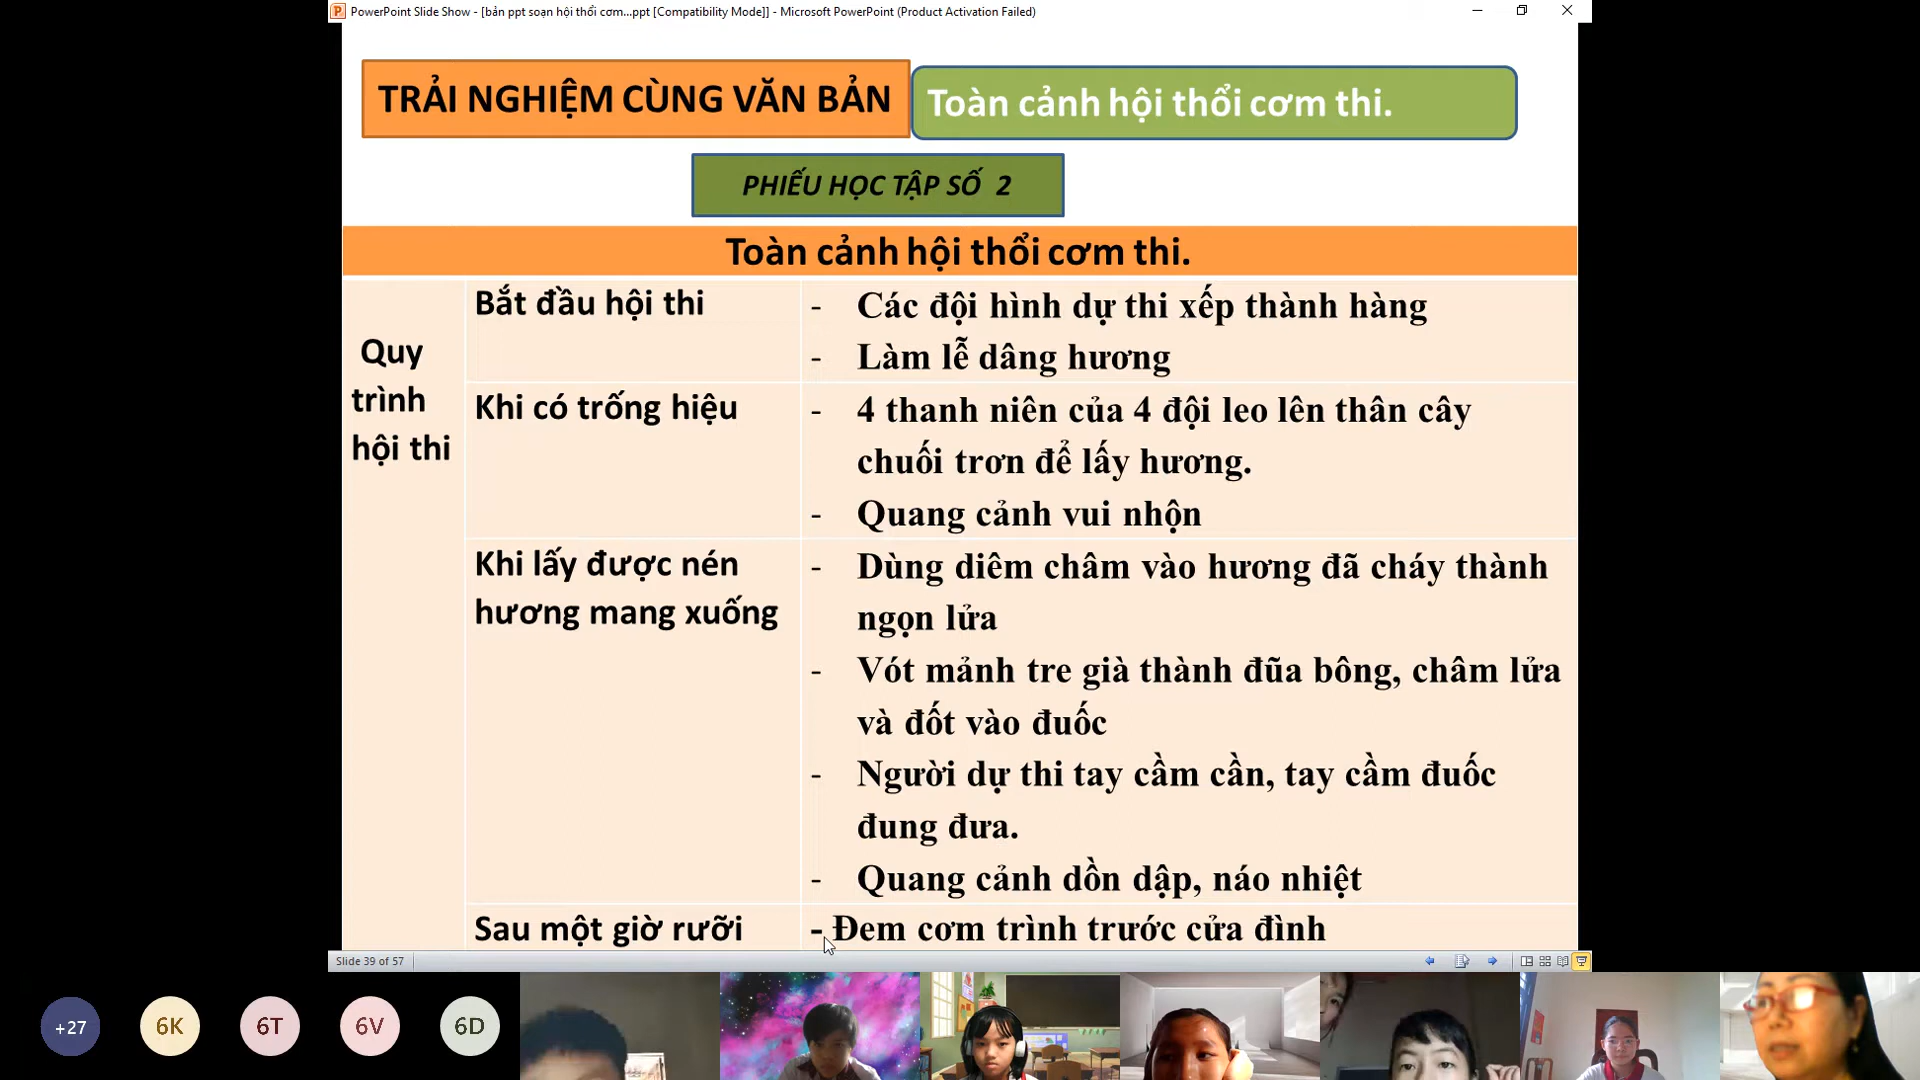 PowerPoint Slide Show - [bản ppt soạn hội thổi cơm...ppt [Compatibility Mode]] - Microsoft PowerPoint (Product Activation Failed)
TRẢI NGHIỆM CÙNG VĂN BẢN
Toàn cảnh hội thổi cơm thi.
PHIẾU HỌC TẬP SỐ 2
Toàn cảnh hội thổi cơm thi.
Quy
trình
hội thi
Bắt đầu hội thi
- Các đội hình dự thi xếp thành hàng
- Làm lễ dâng hương
Khi có trống hiệu
- 4 thanh niên của 4 đội leo lên thân cây
chuối trơn để lấy hương.
- Quang cảnh vui nhộn
Khi lấy được nén
hương mang xuống
- Dùng diêm châm vào hương đã cháy thành
ngọn lửa
- Vót mảnh tre già thành đũa bông, châm lửa
và đốt vào đuốc
- Người dự thi tay cầm cần, tay cầm đuốc
đung đưa.
- Quang cảnh dồn dập, náo nhiệt
Sau một giờ rưỡi
- Đem cơm trình trước cửa đình
Slide 39 of 57
+27
6K
6T
6V
6D